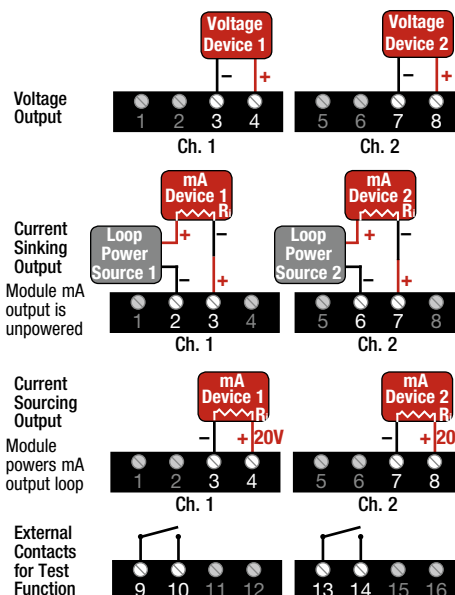 Voltage Device 1
Voltage Device 2
– +
– +
Voltage Output
1 2 3 4
5 6 7 8
Ch. 1
Ch. 2
mA Device 1
Ri
mA Device 2
Ri
Current Sinking Output
Module mA output is unpowered
Loop Power Source 1
+ –
– +
Loop Power Source 2
+ –
– +
1 2 3 4
5 6 7 8
Ch. 1
Ch. 2
Current Sourcing Output
Module powers mA output loop
mA Device 1
Ri
mA Device 2
Ri
– + 20V
– + 20
1 2 3 4
5 6 7 8
Ch. 1
Ch. 2
External Contacts for Test Function
9 10 11 12
13 14 15 16